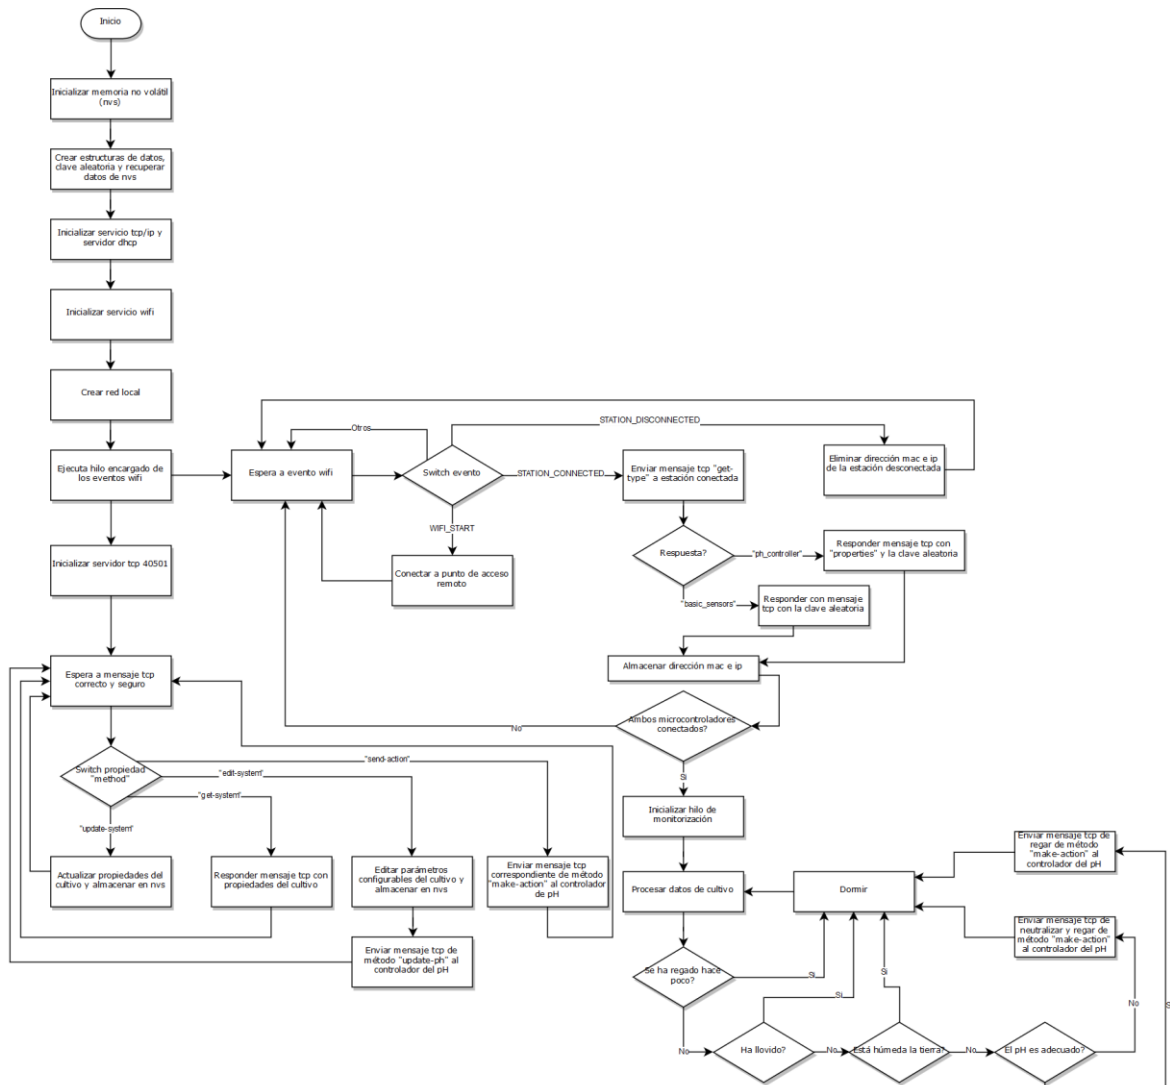 Inicio
Inicializar memoria no volátil
(nvs)
Crear estructuras de datos,
clave aleatoria y recuperar
datos de nvs
Inicializar servicio tcp/ip y
servidor dhcp
Inicializar servicio wifi
Crear red local
Ejecuta hilo encargado de
los eventos wifi
Inicializar servidor tcp 40501
Espera a evento wifi
Otros
Switch evento
STATION_DISCONNECTED
Eliminar dirección mac e ip
de la estación desconectada
STATION_CONNECTED
Enviar mensaje tcp "get-
type" a estación conectada
WIFI_START
Conectar a punto de acceso
remoto
Respuesta?
"ph_controller"
Responder mensaje tcp con
"properties" y la clave aleatoria
"basic_sensors"
Responder con mensaje
tcp con la clave aleatoria
Almacenar dirección mac e ip
Ambos microcontroladores
conectados?
No
Si
Inicializar hilo de
monitorización
Espera a mensaje tcp
correcto y seguro
Switch propiedad
"method"
"send-action"
"edit-system"
"get-system"
"update-system"
Actualizar propiedades del
cultivo y almacenar en nvs
Responder mensaje tcp con
propiedades del cultivo
Editar parámetros
configurables del cultivo y
almacenar en nvs
Enviar mensaje tcp
correspondiente de método
"make-action" al controlador
de pH
Enviar mensaje tcp de
método "update-ph" al
controlador del pH
Procesar datos de cultivo
Dormir
Enviar mensaje tcp de
regar de método
"make-action" al
controlador del pH
Enviar mensaje tcp de
neutralizar y regar de
método "make-action"
al controlador del pH
Se ha regado hace
poco?
Si
No
Ha llovido?
Si
No
Está húmeda la tierra?
Si
No
El pH es adecuado?
No